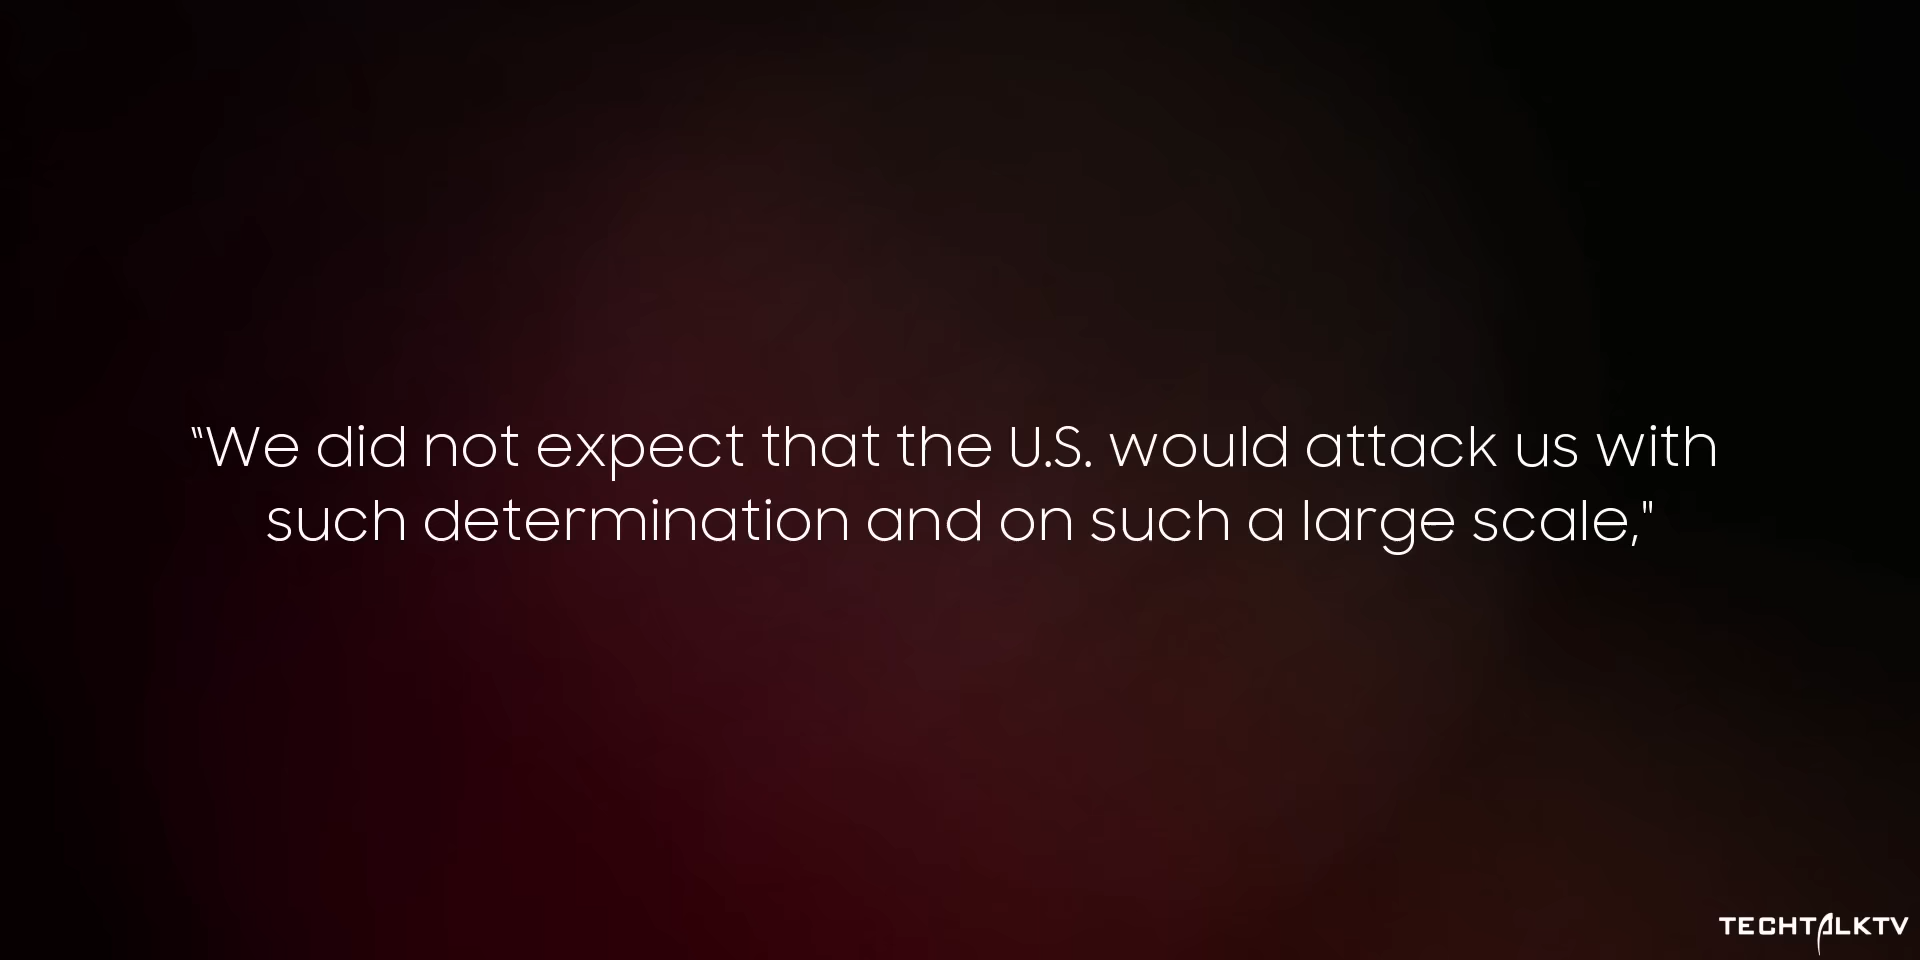 "We did not expect that the U.S. would attack us with
such determination and on such a large scale,"
TECHTALKTV